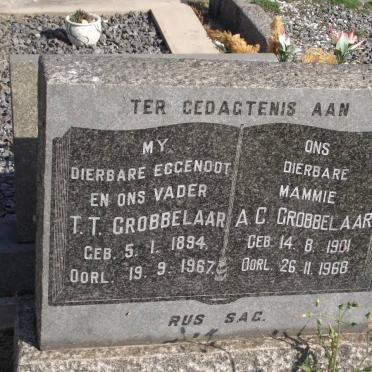 TER GEDAGTENIS AAN
MY
DIERBARE EGGENOOT
EN ONS VADER
T. T. GROBBELAAR
GEB. 5. 1. 1894.
OORL. 19. 9. 1967.
ONS
DIERBARE
MAMMIE
A. C. GROBBELAAR
GEB. 14. 8. 1901
OORL. 26. 11. 1968
RUS SAG.